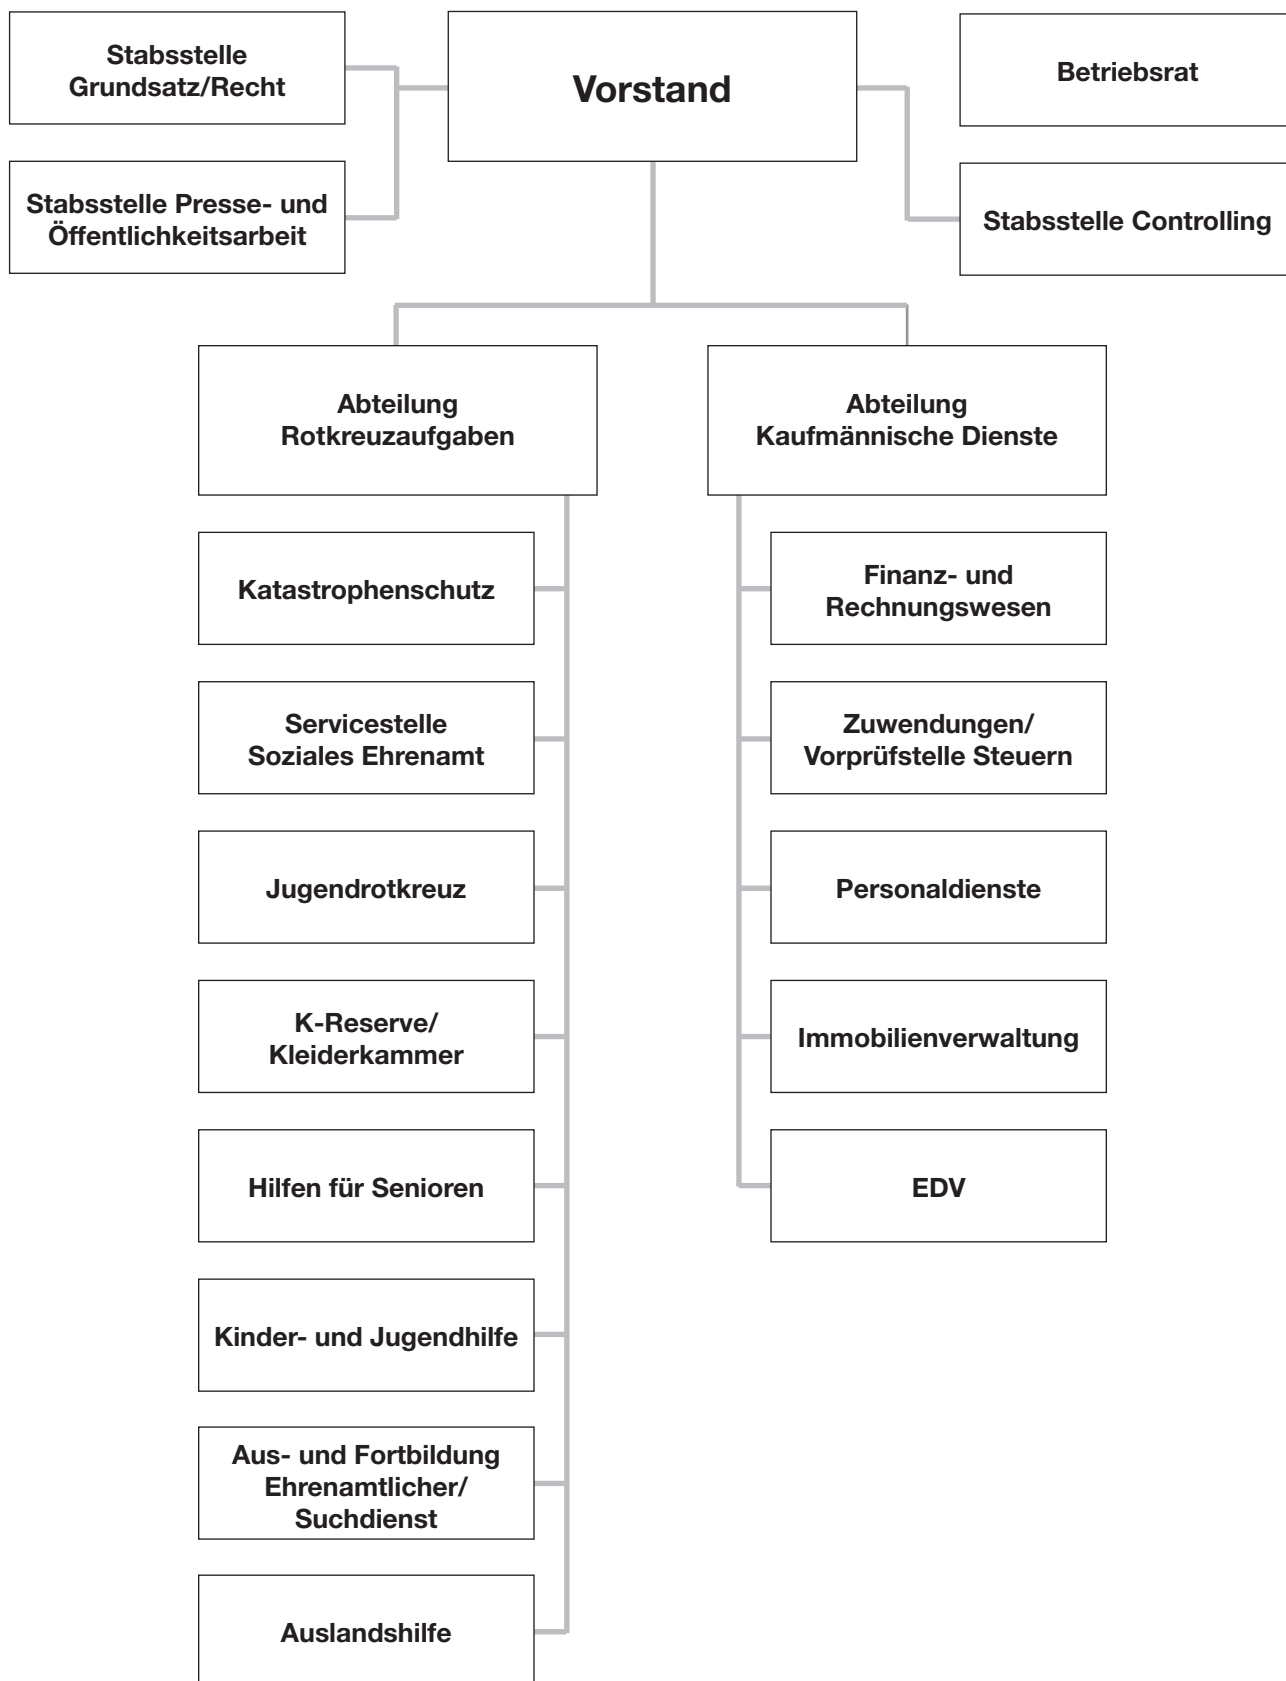 Stabsstelle
Grundsatz/Recht
Vorstand
Betriebsrat
Stabsstelle Presse- und
Öffentlichkeitsarbeit
Stabsstelle Controlling
Abteilung
Rotkreuzaufgaben
Abteilung
Kaufmännische Dienste
Katastrophenschutz
Finanz- und
Rechnungswesen
Servicestelle
Soziales Ehrenamt
Zuwendungen/
Vorprüfstelle Steuern
Jugendrotkreuz
Personaldienste
K-Reserve/
Kleiderkammer
Immobilienverwaltung
Hilfen für Senioren
EDV
Kinder- und Jugendhilfe
Aus- und Fortbildung
Ehrenamtlicher/
Suchdienst
Auslandshilfe